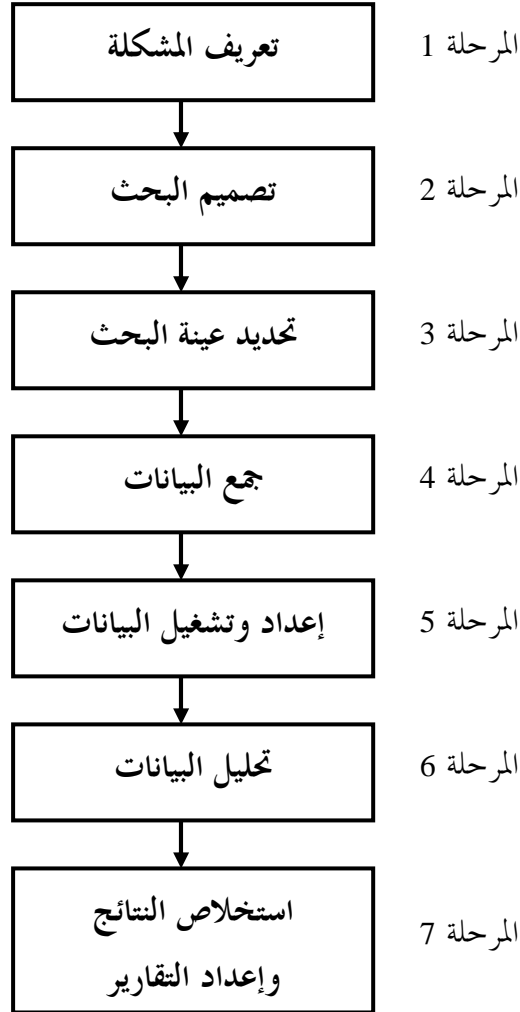 المرحلة 1
تعريف المشكلة
المرحلة 2
تصميم البحث
المرحلة 3
تحديد عينة البحث
المرحلة 4
جمع البيانات
المرحلة 5
إعداد وتشغيل البيانات
المرحلة 6
تحليل البيانات
المرحلة 7
استخلاص النتائج
وإعداد التقارير